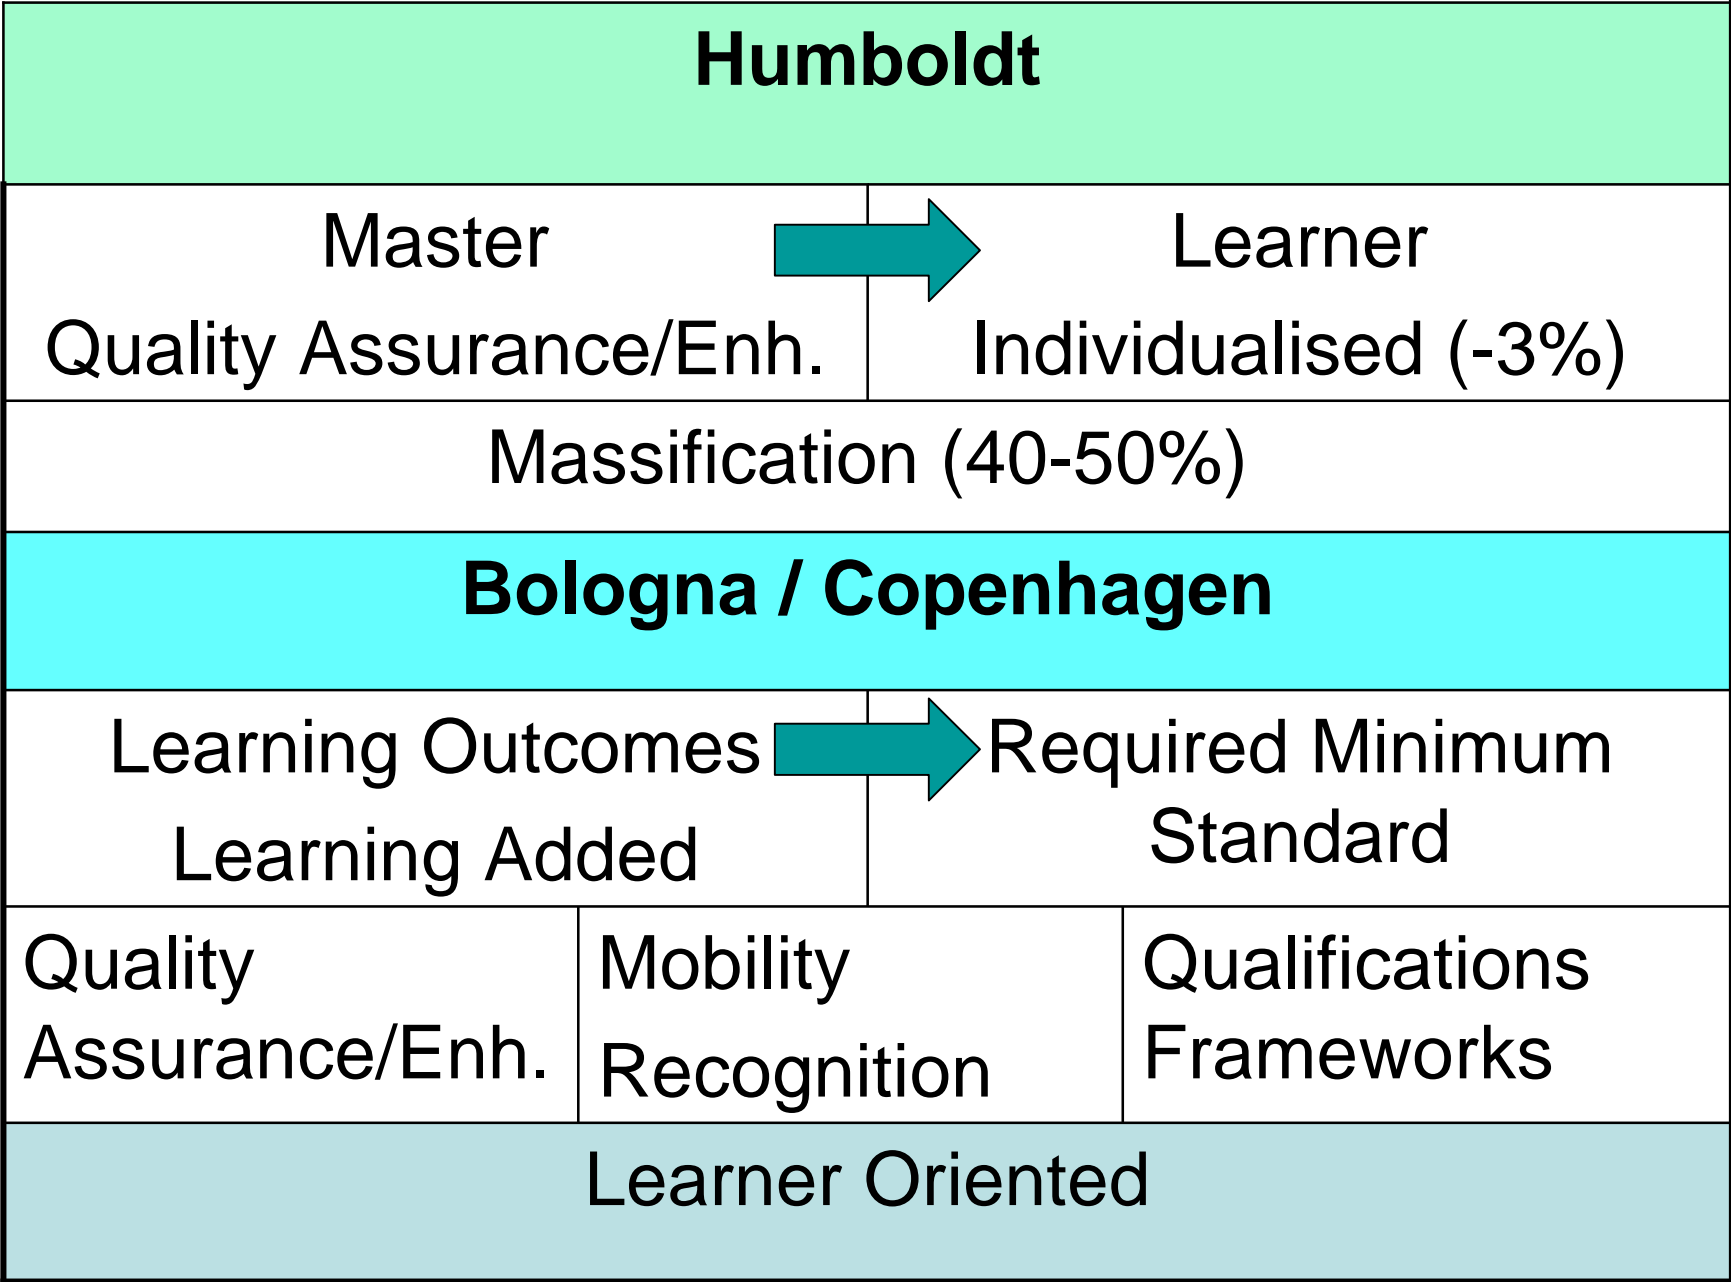 Humboldt
Master
Quality Assurance/Enh.
Learner
Individualised (-3%)
Massification (40-50%)
Bologna / Copenhagen
Learning Outcomes
Learning Added
Required Minimum
Standard
Quality
Assurance/Enh.
Mobility
Recognition
Qualifications
Frameworks
Learner Oriented